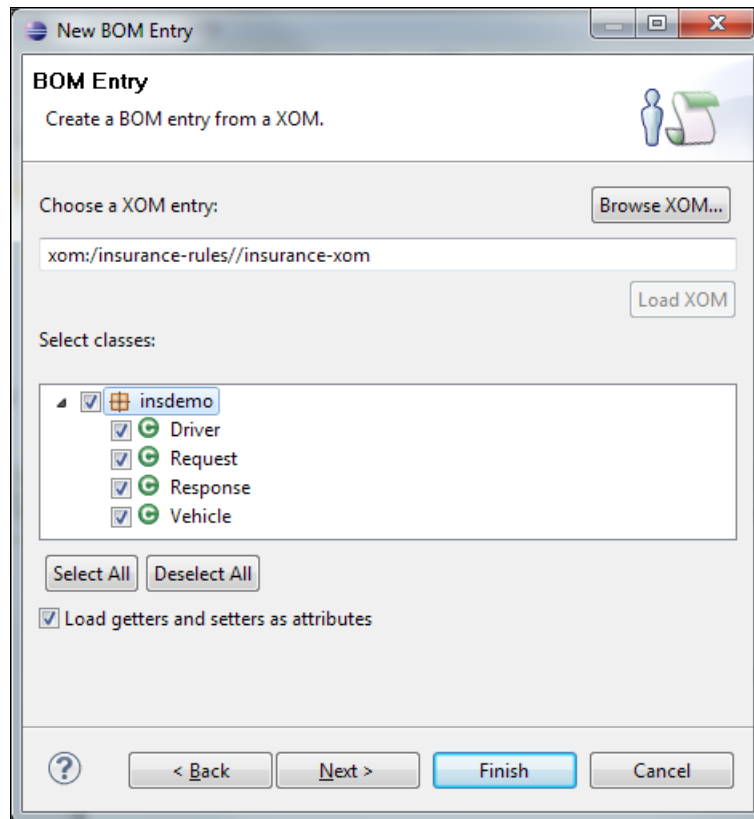 New BOM Entry
BOM Entry
Create a BOM entry from a XOM.
Choose a XOM entry:
Browse XOM...
xom:/insurance-rules//insurance-xom
Load XOM
Select classes:
insdemo
Driver
Request
Response
Vehicle
Select All Deselect All
Load getters and setters as attributes
? < Back Next > Finish Cancel